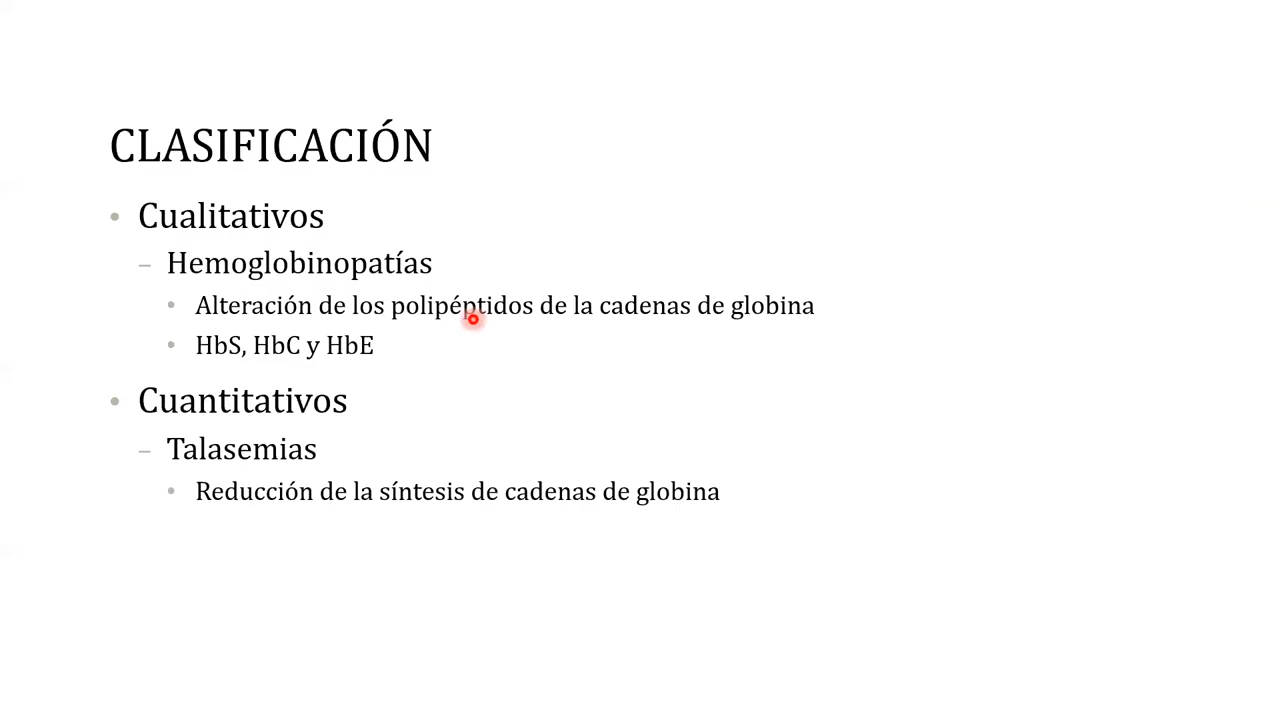 CLASIFICACIÓN
• Cualitativos
– Hemoglobinopatías
• Alteración de los polipéptidos de la cadenas de globina
• HbS, HbC y HbE
• Cuantitativos
– Talasemias
• Reducción de la síntesis de cadenas de globina